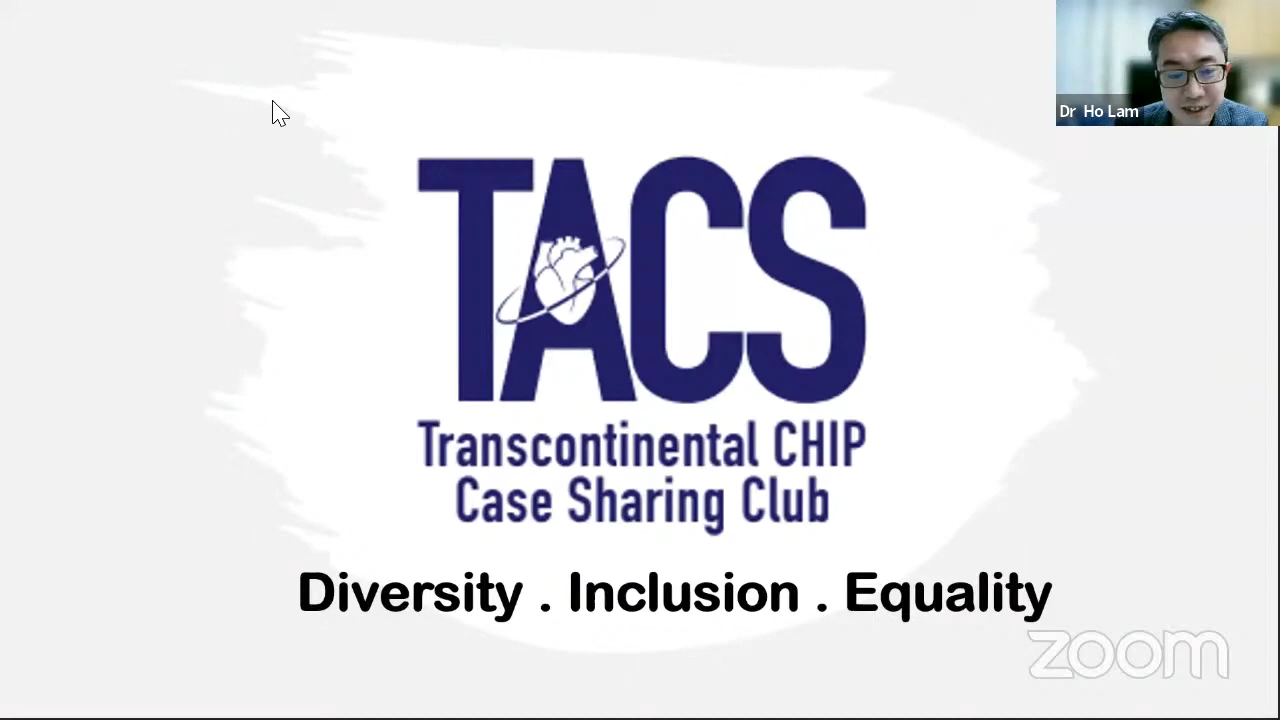 Dr Ho Lam
TACS
Transcontinental CHIP
Case Sharing Club
Diversity . Inclusion . Equality
zoom